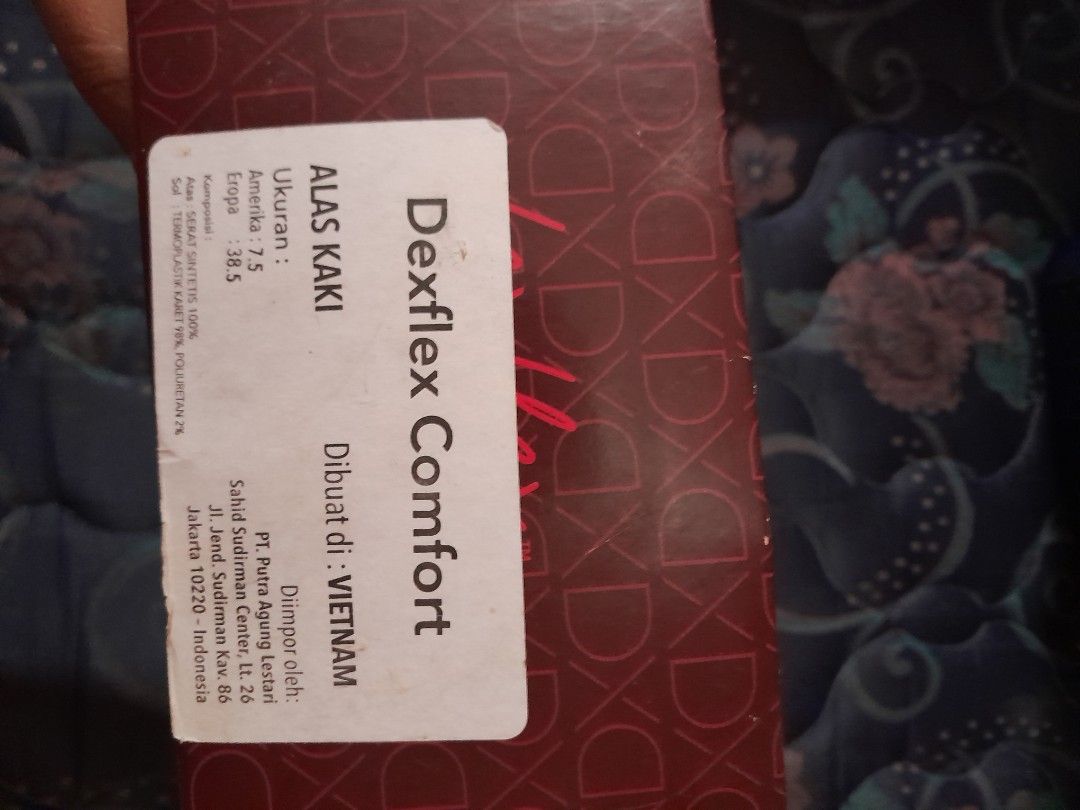 Dexflex Comfort
ALAS KAKI
Dibuat di : VIETNAM
Ukuran :
Amerika : 7.5
Eropa : 38.5
Komposisi :
Atas : SERAT SINTETIS 100%
Sol : TERMOPLASTIK KARET 98%, POLIURETAN 2%
Diimpor oleh:
PT. Putra Agung Lestari
Sahid Sudirman Center, Lt. 26
Jl. Jend. Sudirman Kav. 86
Jakarta 10220 - Indonesia